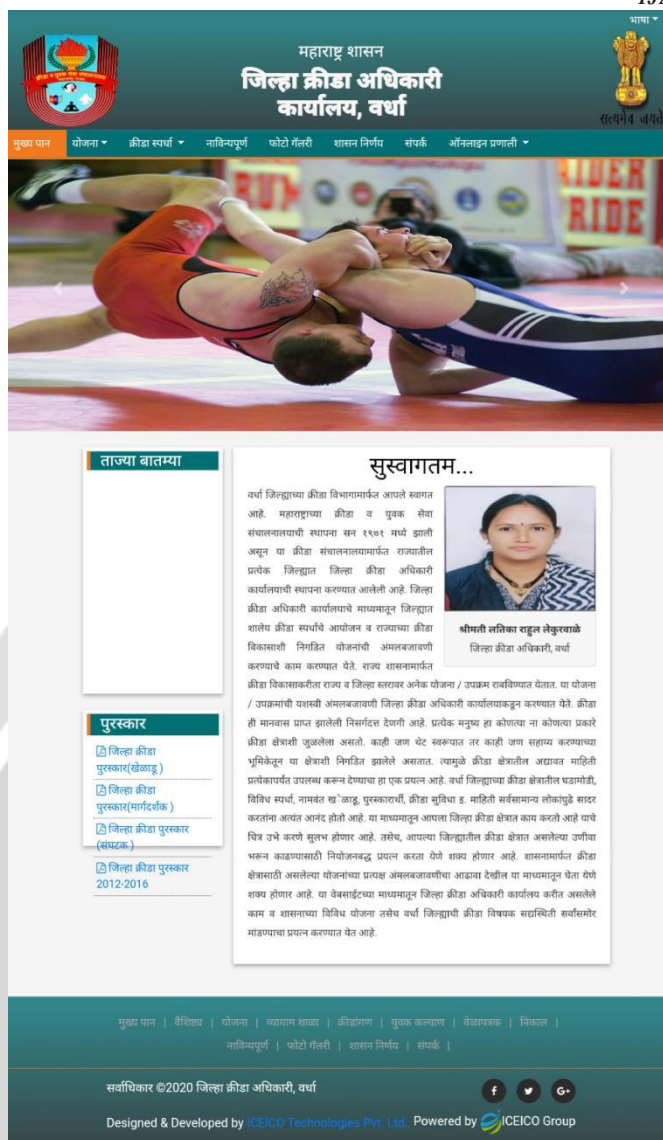 भाषा
महाराष्ट्र शासन
जिल्हा क्रीडा अधिकारी
कार्यालय, वर्धा
सत्यमेव जयते
मुख्य पान योजना क्रीडा स्पर्धा नाविन्यपूर्ण फोटो गॅलरी शासन निर्णय संपर्क ऑनलाइन प्रणाली
RIDE
ताज्या बातम्या
सुस्वागतम...
वर्धा जिल्ह्याच्या क्रीडा विभागामार्फत आपले स्वागत
आहे. महाराष्ट्राच्या क्रीडा व युवक सेवा
संचालनालयाची स्थापना सन १९७१ मध्ये झाली
असून या क्रीडा संचालनालयामार्फत राज्यातील
प्रत्येक जिल्ह्यात जिल्हा क्रीडा अधिकारी
कार्यालयाची स्थापना करण्यात आलेली आहे. जिल्हा
क्रीडा अधिकारी कार्यालयाचे माध्यमातून जिल्ह्यात
शालेय क्रीडा स्पर्धांचे आयोजन व राज्याच्या क्रीडा
विकासाशी निगडित योजनांची अंमलबजावणी
करण्याचे काम करण्यात येते. राज्य शासनामार्फत
श्रीमती लतिका राहुल लेकुरवाळे
जिल्हा क्रीडा अधिकारी, वर्धा
क्रीडा विकासाकरीता राज्य व जिल्हा स्तरावर अनेक योजना / उपक्रम राबविण्यात येतात. या योजना
/ उपक्रमांची यशस्वी अंमलबजावणी जिल्हा क्रीडा अधिकारी कार्यालयाकडून करण्यात येते. क्रीडा
ही मानवास प्राप्त झालेली निसर्गदत्त देणगी आहे. प्रत्येक मनुष्य हा कोणत्या ना कोणत्या प्रकारे
क्रीडा क्षेत्राशी जुळलेला असतो. काही जण थेट स्वरूपात तर काही जण सहाय्य करण्याच्या
भूमिकेतून या क्षेत्राशी निगडित झालेले असतात. त्यामुळे क्रीडा क्षेत्रातील अद्यावत माहिती
प्रत्येकापर्यंत उपलब्ध करून देण्याचा हा एक प्रयत्न आहे. वर्धा जिल्ह्याच्या क्रीडा क्षेत्रातील घडामोडी,
विविध स्पर्धा, नामवंत ख`ळाडू, पुरस्कारार्थी, क्रीडा सुविधा इ. माहिती सर्वसामान्य लोकांपुढे सादर
करतांना अत्यंत आनंद होतो आहे. या माध्यमातून आपला जिल्हा क्रीडा क्षेत्रात काय करतो आहे याचे
चित्र उभे करणे सुलभ होणार आहे. तसेच, आपल्या जिल्ह्यातील क्रीडा क्षेत्रात असलेल्या उणीवा
भरून काढण्यासाठी नियोजनबद्ध प्रयत्न करता येणे शक्य होणार आहे. शासनामार्फत क्रीडा
क्षेत्रासाठी असलेल्या योजनांच्या प्रत्यक्ष अंमलबजावणीचा आढावा देखील या माध्यमातून घेता येणे
शक्य होणार आहे. या वेबसाईटच्या माध्यमातून जिल्हा क्रीडा अधिकारी कार्यालय करीत असलेले
काम व शासनाच्या विविध योजना तसेच वर्धा जिल्ह्याची क्रीडा विषयक सद्यस्थिती सर्वांसमोर
मांडण्याचा प्रयत्न करण्यात येत आहे.
पुरस्कार
जिल्हा क्रीडा
पुरस्कार(खेळाडू )
जिल्हा क्रीडा
पुरस्कार(मार्गदर्शक )
जिल्हा क्रीडा पुरस्कार
(संघटक )
जिल्हा क्रीडा पुरस्कार
2012-2016
मुख्य पान | वैशिष्ट्य | योजना | व्यायाम शाळा | क्रीडांगण | युवक कल्याण | वेळापत्रक | निकाल |
नाविन्यपूर्ण | फोटो गॅलरी | शासन निर्णय | संपर्क |
सर्वाधिकार ©2020 जिल्हा क्रीडा अधिकारी, वर्धा
Designed & Developed by ICEICO Technologies Pvt. Ltd. Powered by ICEICO Group